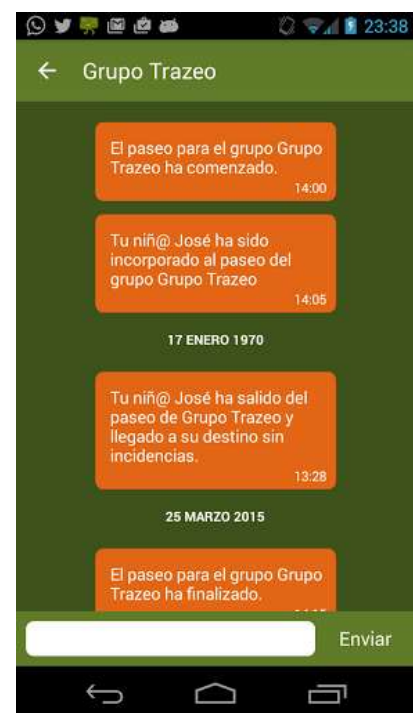 23:38
Grupo Trazeo
El paseo para el grupo Grupo
Trazeo ha comenzado.
14:00
Tu niñ@ José ha sido
incorporado al paseo del
grupo Grupo Trazeo
14:05
17 ENERO 1970
Tu niñ@ José ha salido del
paseo de Grupo Trazeo y
llegado a su destino sin
incidencias.
13:28
25 MARZO 2015
El paseo para el grupo Grupo
Trazeo ha finalizado.
Enviar